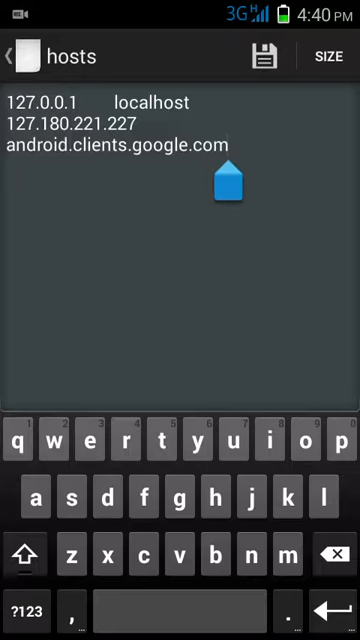 3G H 4:40 PM
hosts SIZE
127.0.0.1 localhost
127.180.221.227
android.clients.google.com
1 2 3 4 5 6 7 8 9 0
q w e r t y u i o p
a s d f g h j k l
z x c v b n m
?123 , ... . ...